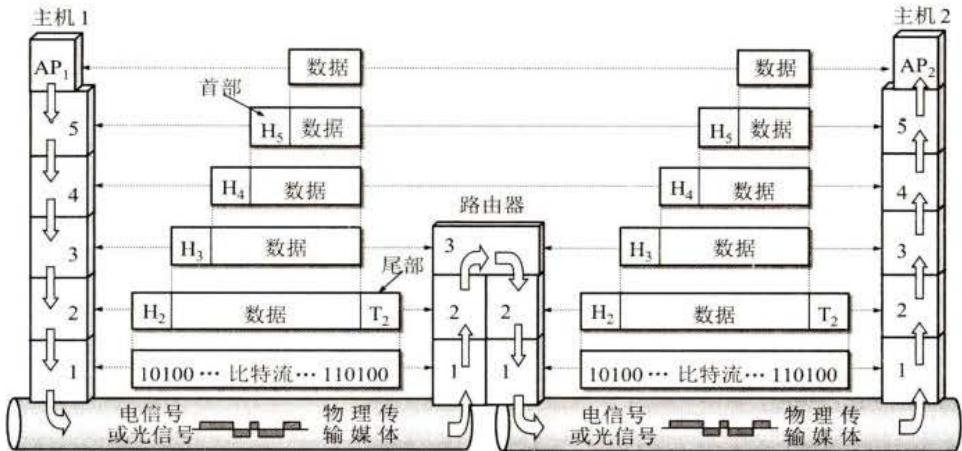 主机 1
主机 2
AP₁
数据
数据
AP₂
首部
5
H₅ 数据
H₅ 数据
5
4
H₄ 数据
H₄ 数据
4
路由器
3
H₃ 数据
3
H₃ 数据
3
尾部
2
H₂ 数据 T₂
2
2
H₂ 数据 T₂
2
1
10100 … 比特流 … 110100
1
1
10100 … 比特流 … 110100
1
电信号
或光信号
物理传
输媒体
电信号
或光信号
物理传
输媒体